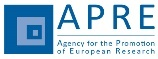 APRE
Agency for the Promotion
of European Research